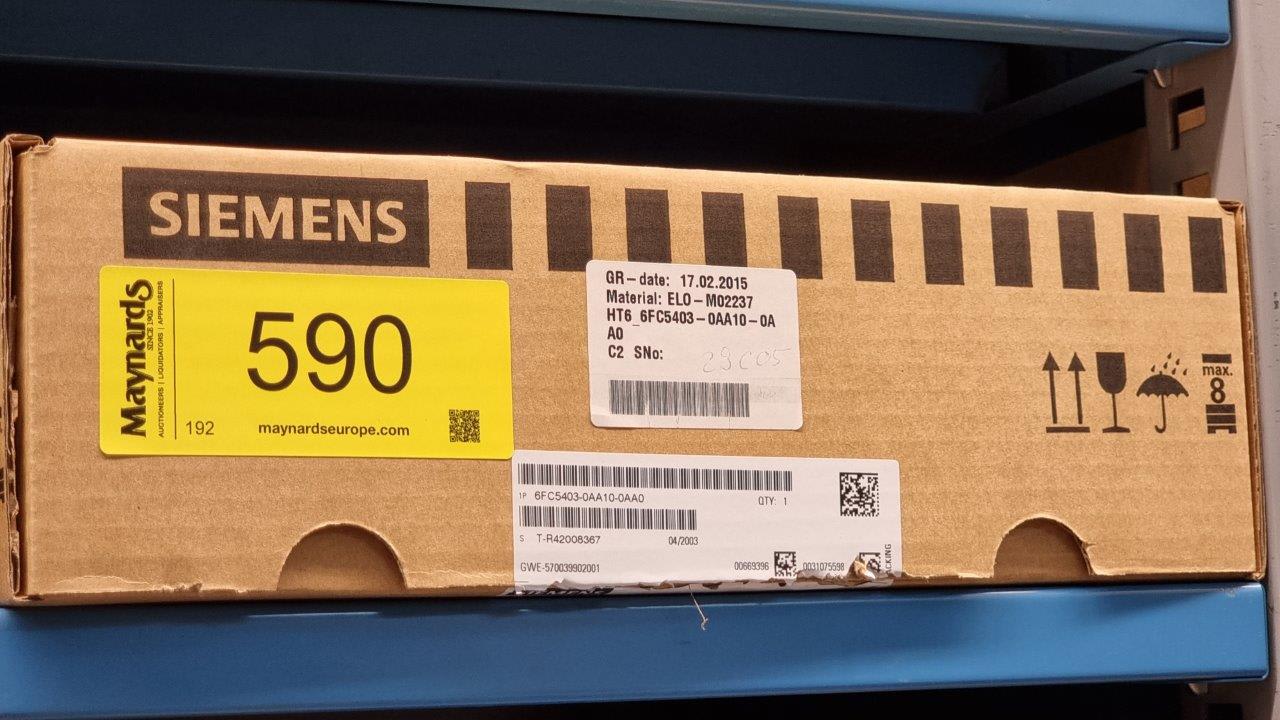 SIEMENS
Maynards
SINCE 1902
AUCTIONEERS | LIQUIDATORS | APPRAISERS
590
192
maynardseurope.com
GR-date: 17.02.2015
Material: ELO-M02237
HT6_6FC5403-0AA10-0A
A0
C2 SNo:
29C05
max.
8
1P 6FC5403-0AA10-0AA0
QTY: 1
S T-R42008367
04/2003
GWE-570039902001
00669396
0031075598